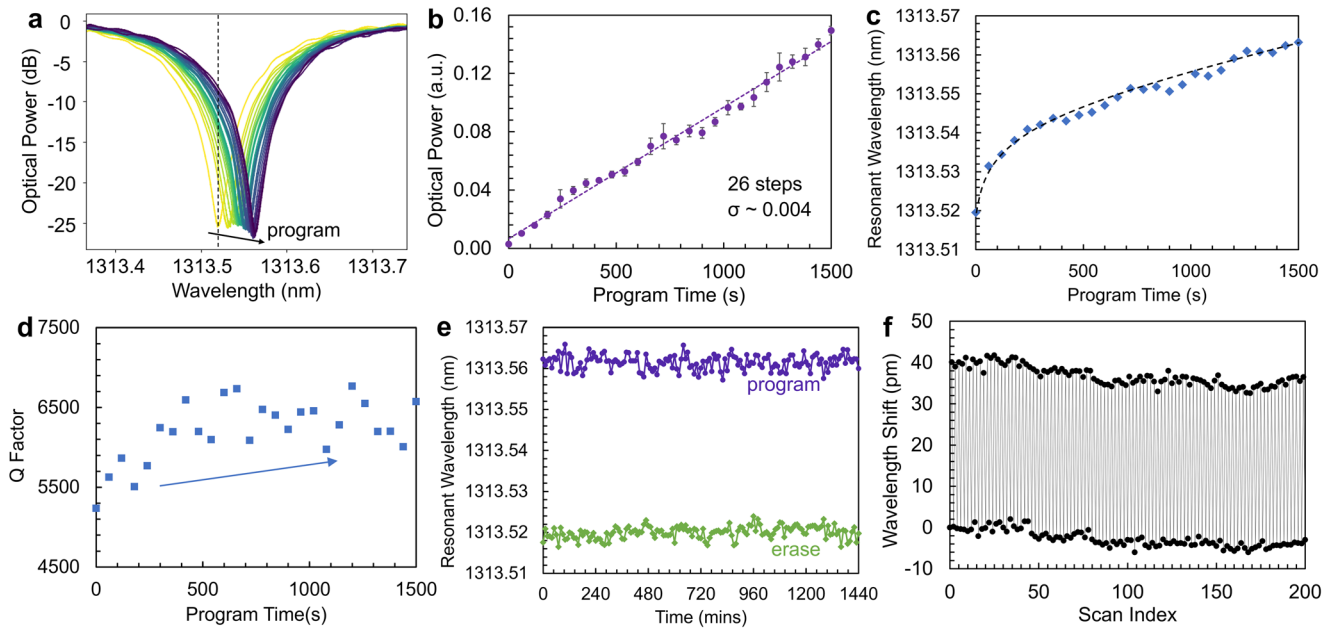 a
Optical Power (dB)
0
-5
-10
-15
-20
-25
program
1313.4
1313.5
1313.6
1313.7
Wavelength (nm)
b
Optical Power (a.u.)
0.16
0.12
0.08
0.04
0.00
26 steps
σ ~ 0.004
0
500
1000
1500
Program Time (s)
c
Resonant Wavelength (nm)
1313.57
1313.56
1313.55
1313.54
1313.53
1313.52
1313.51
0
500
1000
1500
Program Time (s)
d
Q Factor
7500
6500
5500
4500
0
500
1000
1500
Program Time(s)
e
Resonant Wavelength (nm)
1313.57
1313.56
1313.55
1313.54
1313.53
1313.52
1313.51
program
erase
0
240
480
720
960
1200
1440
Time (mins)
f
Wavelength Shift (pm)
50
40
30
20
10
0
-10
0
50
100
150
200
Scan Index